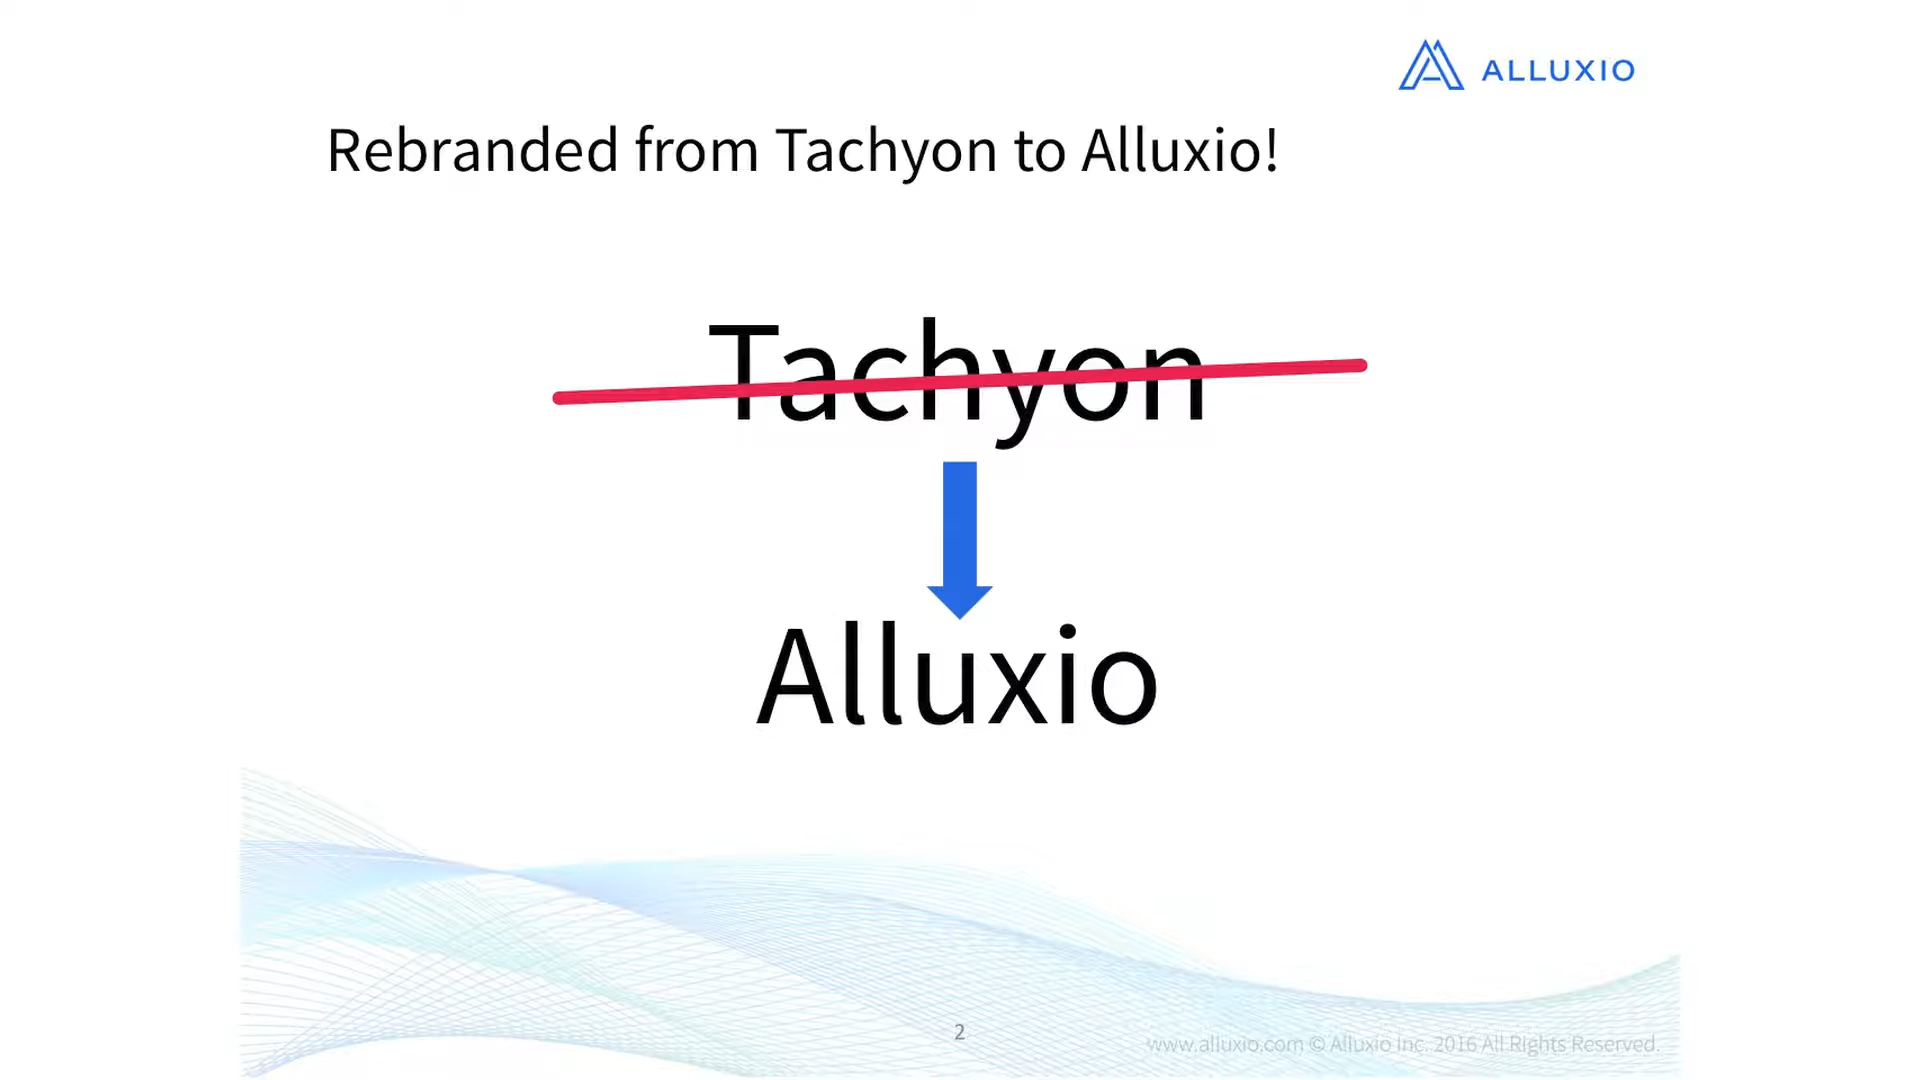 ALLUXIO
Rebranded from Tachyon to Alluxio!
Tachyon
Alluxio
2
www.alluxio.com © Alluxio Inc. 2016 All Rights Reserved.